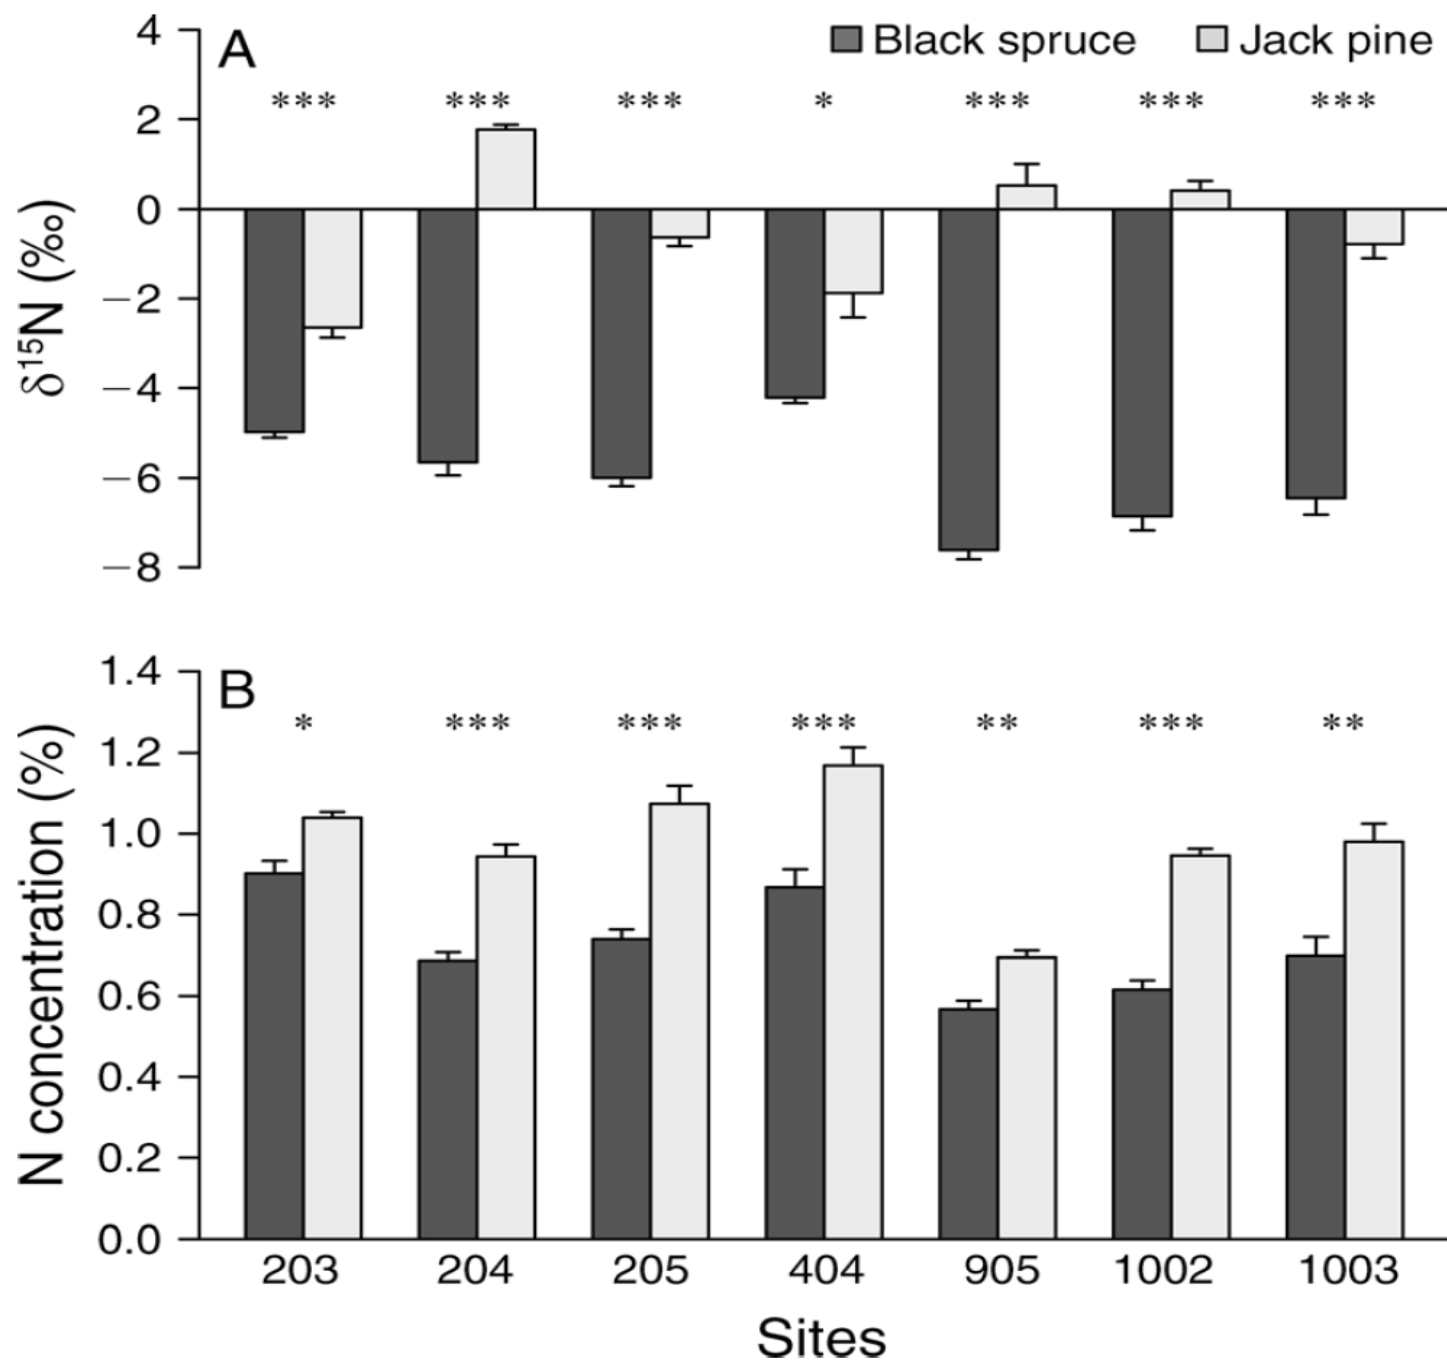 A
Black spruce Jack pine
4
*** *** *** * *** *** ***
2
0
−2
−4
−6
−8
δ¹⁵N (‰)
B
1.4
* *** *** *** ** *** **
1.2
1.0
0.8
0.6
0.4
0.2
0.0
N concentration (%)
203 204 205 404 905 1002 1003
Sites